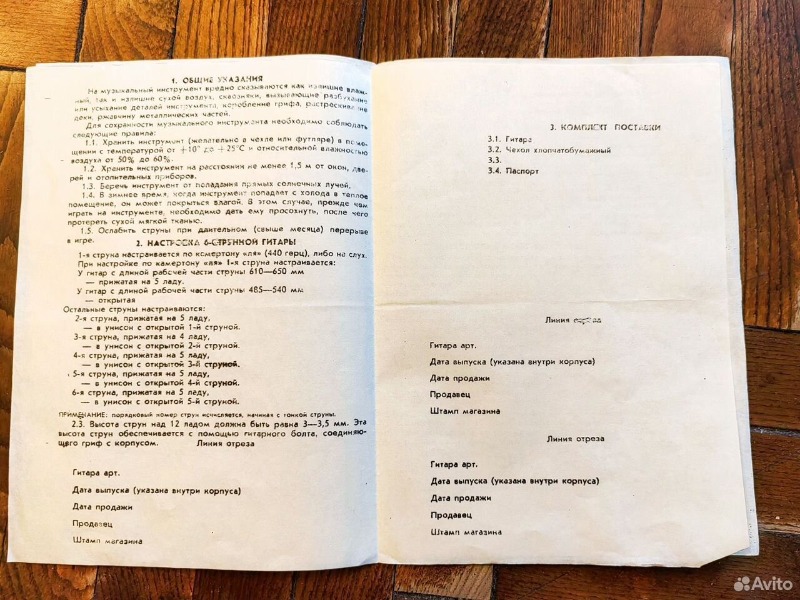 1. ОБЩИЕ УКАЗАНИЯ
На музыкальный инструмент вредно сказываются как излишне влаж-
ный, так и излишне сухой воздух, сквозняки, вызывающие разбухание
или усыхание деталей инструмента, коробление грифа, растрескивание
деки, ржавчину металлических частей.
Для сохранности музыкального инструмента необходимо соблюдать
следующие правила:
1.1. Хранить инструмент (желательно в чехле или футляре) в поме-
щении с температурой от +10° до +25°С и относительной влажностью
воздуха от 50% до 60%.
1.2. Хранить инструмент на расстоянии не менее 1,5 м от окон, две-
рей и отопительных приборов.
1.3. Беречь инструмент от попадания прямых солнечных лучей.
1.4. В зимнее время, когда инструмент попадает с холода в теплое
помещение, он может покрыться влагой. В этом случае, прежде чем
играть на инструменте, необходимо дать ему просохнуть, после чего
протереть сухой мягкой тканью.
1.5. Ослабить струны при длительном (свыше месяца) перерыве
в игре.
2. НАСТРОЙКА 6-СТРУННОЙ ГИТАРЫ
1-я струна настраивается по камертону «ля» (440 герц), либо на слух.
При настройке по камертону «ля» 1-я струна настраивается:
У гитар с длиной рабочей части струны 610—650 мм
— прижатая на 5 ладу.
У гитар с длиной рабочей части струны 485—540 мм
— открытая
Остальные струны настраиваются:
2-я струна, прижатая на 5 ладу,
— в унисон с открытой 1-й струной.
3-я струна, прижатая на 4 ладу,
— в унисон с открытой 2-й струной.
4-я струна, прижатая на 5 ладу,
— в унисон с открытой 3-й струной.
5-я струна, прижатая на 5 ладу,
— в унисон с открытой 4-й струной.
6-я струна, прижатая на 5 ладу,
— в унисон с открытой 5-й струной.
ПРИМЕЧАНИЕ: порядковый номер струн исчисляется, начиная с тонкой струны.
2.3. Высота струн над 12 ладом должна быть равна 3—3,5 мм. Эта
высота струн обеспечивается с помощью гитарного болта, соединяю-
щего гриф с корпусом. Линия отреза
Гитара арт.
Дата выпуска (указана внутри корпуса)
Дата продажи
Продавец
Штамп магазина
3. КОМПЛЕКТ ПОСТАВКИ
3.1. Гитара
3.2. Чехол хлопчатобумажный
3.3.
3.4. Паспорт
Линия
Гитара арт.
Дата выпуска (указана внутри корпуса)
Дата продажи
Продавец
Штамп магазина
Линия отреза
Гитара арт.
Дата выпуска (указана внутри корпуса)
Дата продажи
Продавец
Штамп магазина
Avito